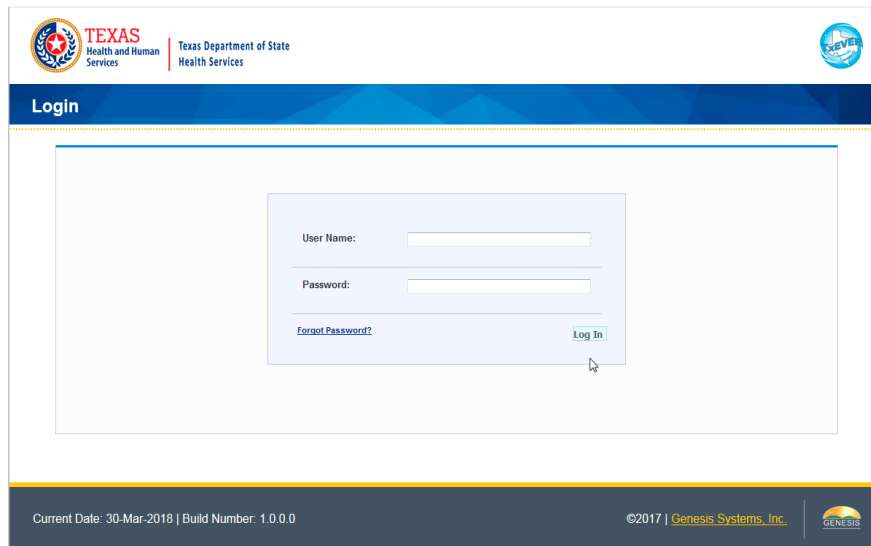 TEXAS
Health and Human
Services
Texas Department of State
Health Services
TxEVER
Login
User Name:
Password:
Forgot Password?
Log In
Current Date: 30-Mar-2018 | Build Number: 1.0.0.0
©2017 | Genesis Systems, Inc.
GENESIS